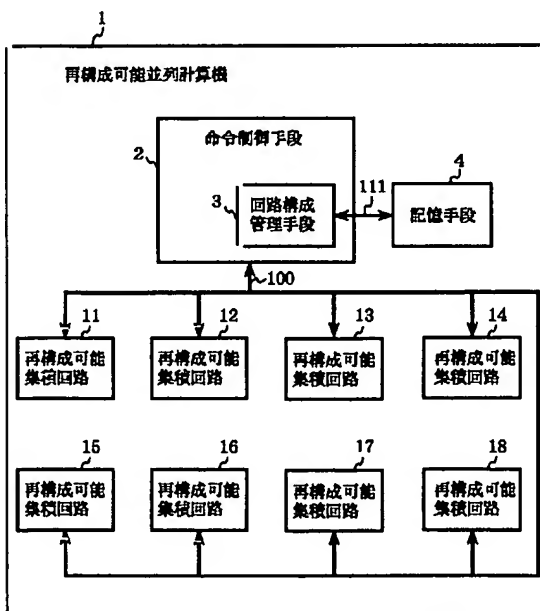 1
再構成可能並列計算機
2
命令制御手段
3
回路構成
管理手段
111
4
記憶手段
100
11
再構成可能
集積回路
12
再構成可能
集積回路
13
再構成可能
集積回路
14
再構成可能
集積回路
15
再構成可能
集積回路
16
再構成可能
集積回路
17
再構成可能
集積回路
18
再構成可能
集積回路